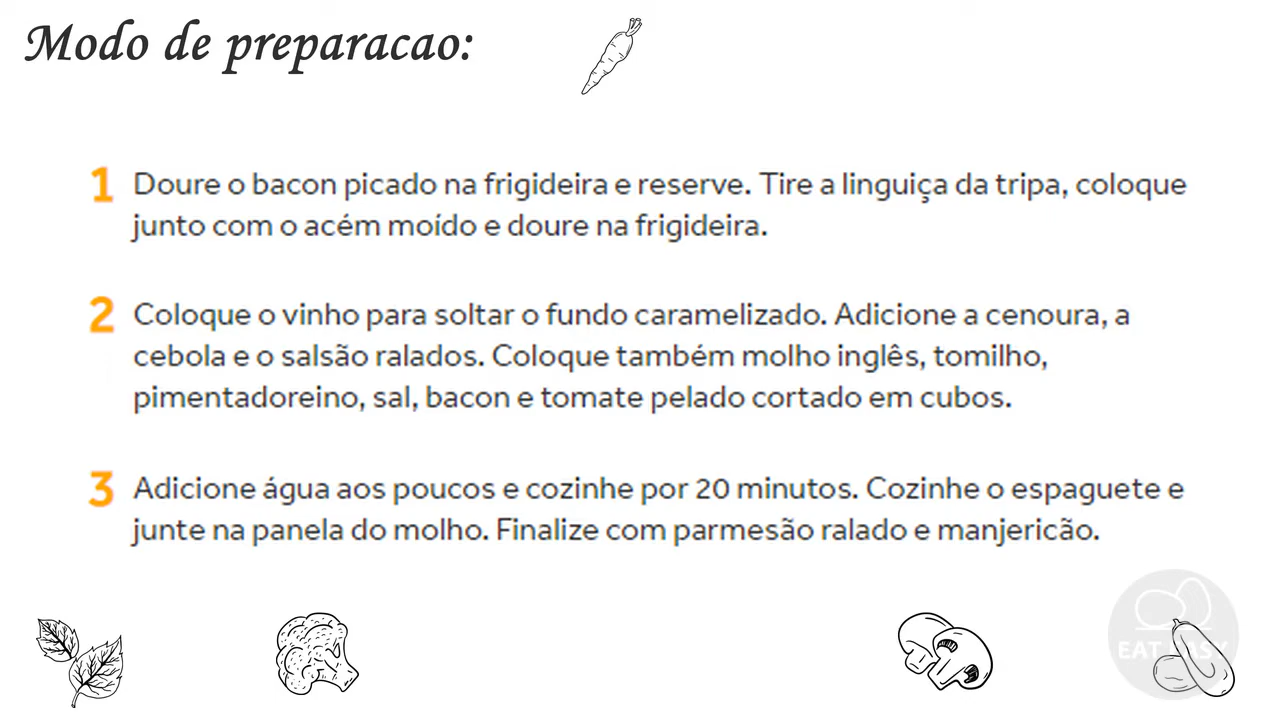 Modo de preparacao:
1 Doure o bacon picado na frigideira e reserve. Tire a linguiça da tripa, coloque
junto com o acém moído e doure na frigideira.
2 Coloque o vinho para soltar o fundo caramelizado. Adicione a cenoura, a
cebola e o salsão ralados. Coloque também molho inglês, tomilho,
pimentadoreino, sal, bacon e tomate pelado cortado em cubos.
3 Adicione água aos poucos e cozinhe por 20 minutos. Cozinhe o espaguete e
junte na panela do molho. Finalize com parmesão ralado e manjericão.
EAT EASY